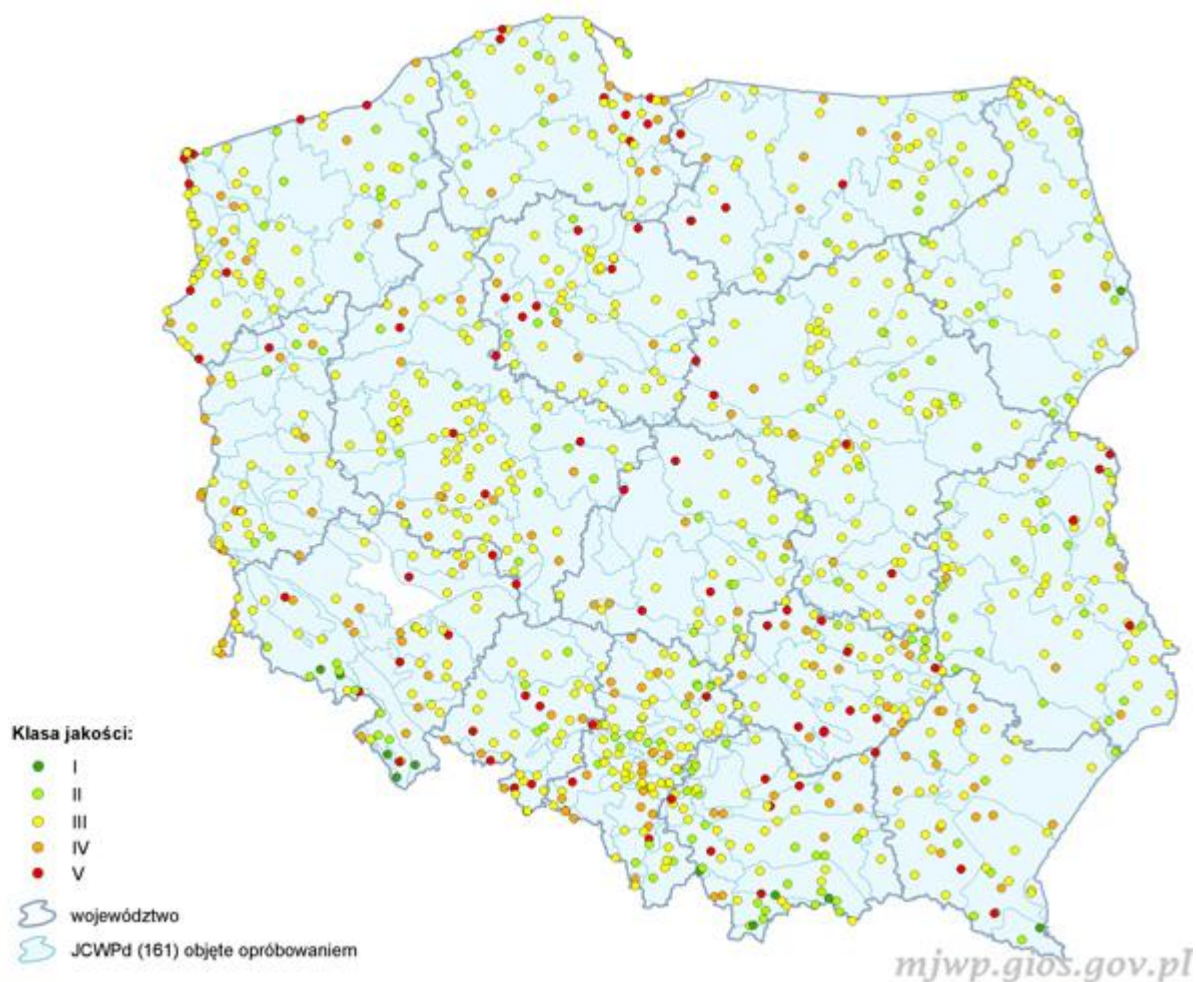 Klasa jakości:
I
II
III
IV
V
województwo
JCWPd (161) objęte opróbowaniem
mjwp.gios.gov.pl